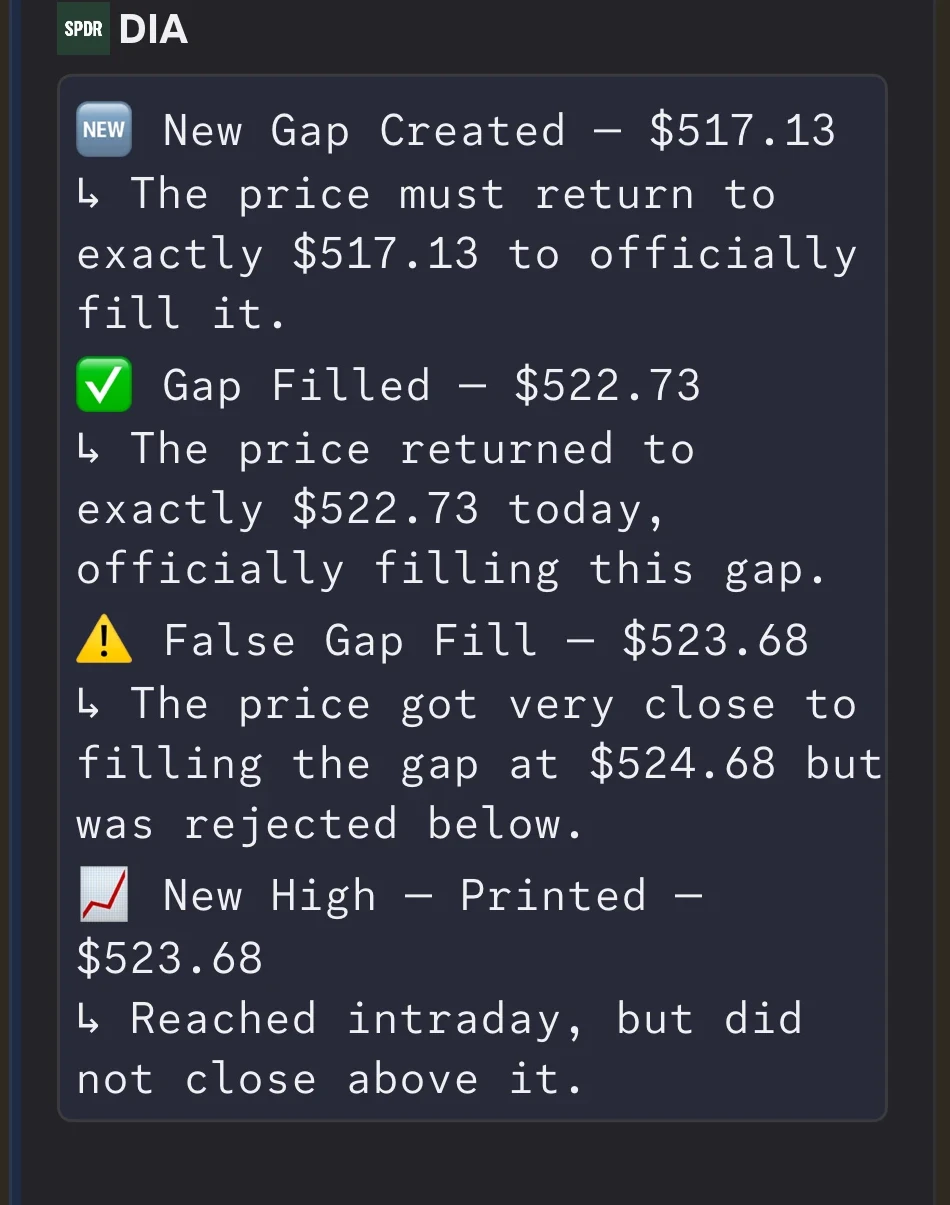 SPDR DIA
🆕 New Gap Created — $517.13
↳ The price must return to
exactly $517.13 to officially
fill it.
✅ Gap Filled — $522.73
↳ The price returned to
exactly $522.73 today,
officially filling this gap.
⚠️ False Gap Fill — $523.68
↳ The price got very close to
filling the gap at $524.68 but
was rejected below.
📈 New High — Printed —
$523.68
↳ Reached intraday, but did
not close above it.